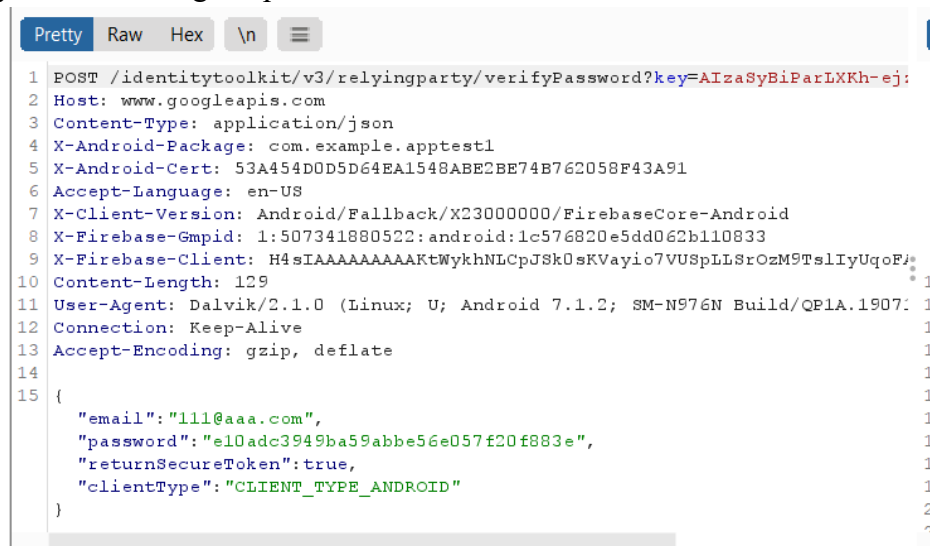 Pretty Raw Hex \n
1 POST /identitytoolkit/v3/relyingparty/verifyPassword?key=AIzaSyBiParLXKh-ej
2 Host: www.googleapis.com
3 Content-Type: application/json
4 X-Android-Package: com.example.apptest1
5 X-Android-Cert: 53A454D0D5D64EA1548ABE2BE74B762058F43A91
6 Accept-Language: en-US
7 X-Client-Version: Android/Fallback/X23000000/FirebaseCore-Android
8 X-Firebase-Gmpid: 1:507341880522:android:1c576820e5dd062b110833
9 X-Firebase-Client: H4sIAAAAAAAAAKtWykhNLCpJSk0sKVayio7VUSpLLSrOzM9TslIyUqoF
10 Content-Length: 129
11 User-Agent: Dalvik/2.1.0 (Linux; U; Android 7.1.2; SM-N976N Build/QP1A.1907
12 Connection: Keep-Alive
13 Accept-Encoding: gzip, deflate
14
15 {
"email":"111@aaa.com",
"password":"e10adc3949ba59abbe56e057f20f883e",
"returnSecureToken":true,
"clientType":"CLIENT_TYPE_ANDROID"
}